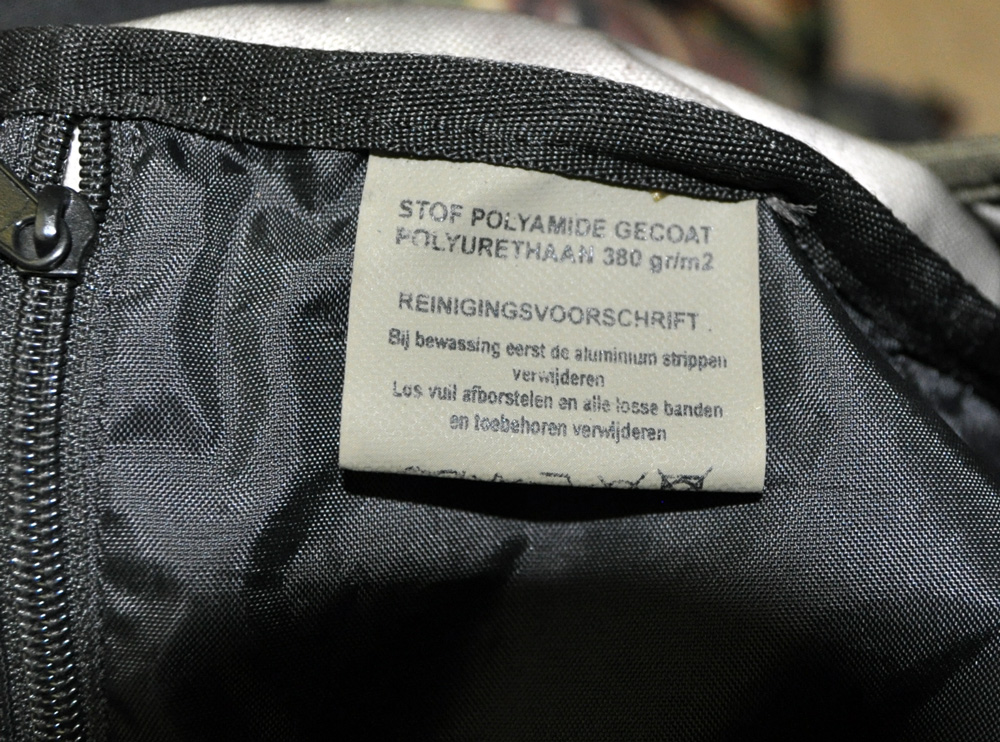 STOF POLYAMIDE GECOAT
POLYURETHAAN 380 gr/m2
REINIGINGSVOORSCHRIFT .
Bij bewassing eerst de aluminium strippen
verwijderen
Los vuil afborstelen en alle losse banden
en toebehoren verwijderen